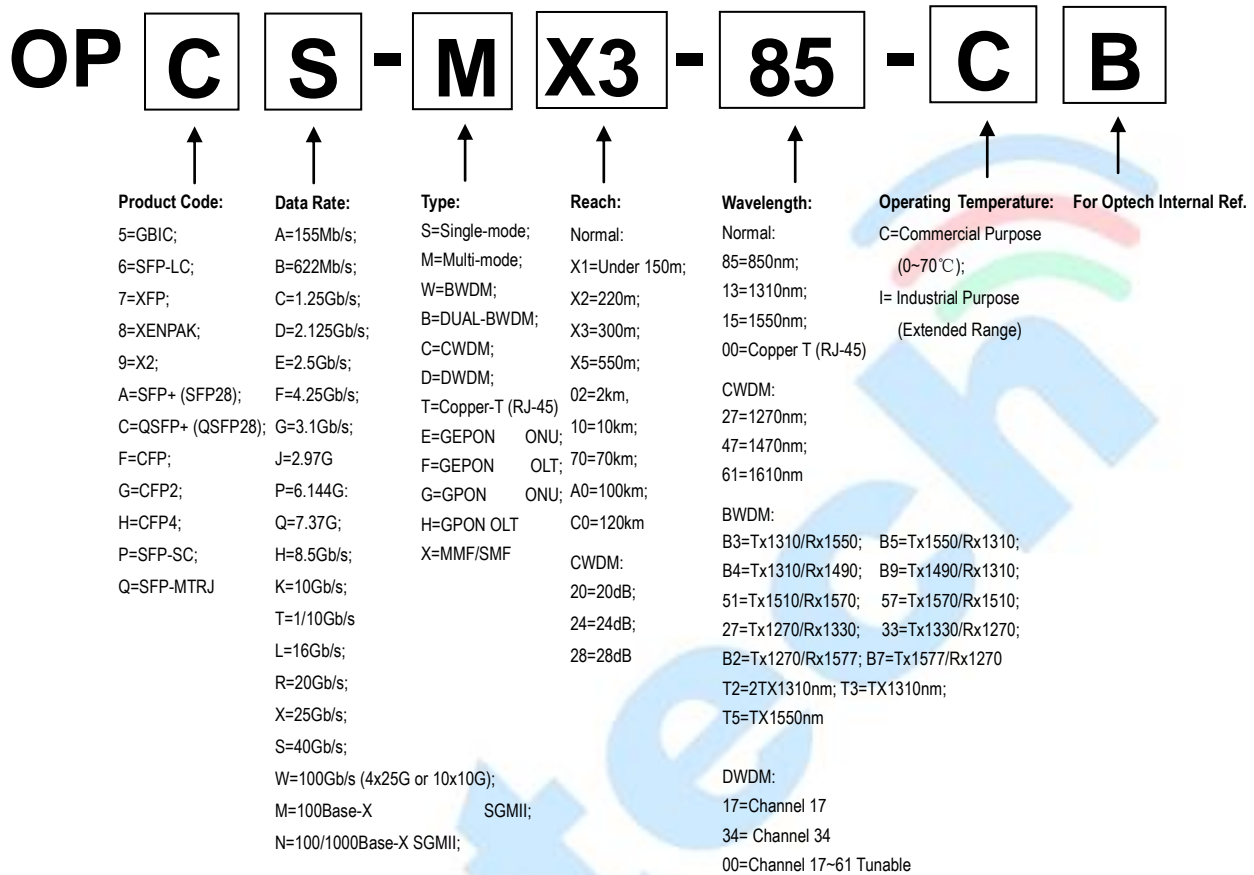 OP C S - M X3 - 85 - C B
Product Code:
5=GBIC;
6=SFP-LC;
7=XFP;
8=XENPAK;
9=X2;
A=SFP+ (SFP28);
C=QSFP+ (QSFP28);
F=CFP;
G=CFP2;
H=CFP4;
P=SFP-SC;
Q=SFP-MTRJ
Data Rate:
A=155Mb/s;
B=622Mb/s;
C=1.25Gb/s;
D=2.125Gb/s;
E=2.5Gb/s;
F=4.25Gb/s;
G=3.1Gb/s;
J=2.97G
P=6.144G:
Q=7.37G;
H=8.5Gb/s;
K=10Gb/s;
T=1/10Gb/s
L=16Gb/s;
R=20Gb/s;
X=25Gb/s;
S=40Gb/s;
W=100Gb/s (4x25G or 10x10G);
M=100Base-X SGMII;
N=100/1000Base-X SGMII;
Type:
S=Single-mode;
M=Multi-mode;
W=BWDM;
B=DUAL-BWDM;
C=CWDM;
D=DWDM;
T=Copper-T (RJ-45)
E=GEPON ONU;
F=GEPON OLT;
G=GPON ONU;
H=GPON OLT
X=MMF/SMF
Reach:
Normal:
X1=Under 150m;
X2=220m;
X3=300m;
X5=550m;
02=2km,
10=10km;
70=70km;
A0=100km;
C0=120km
CWDM:
20=20dB;
24=24dB;
28=28dB
Wavelength:
Normal:
85=850nm;
13=1310nm;
15=1550nm;
00=Copper T (RJ-45)
CWDM:
27=1270nm;
47=1470nm;
61=1610nm
BWDM:
B3=Tx1310/Rx1550; B5=Tx1550/Rx1310;
B4=Tx1310/Rx1490; B9=Tx1490/Rx1310;
51=Tx1510/Rx1570; 57=Tx1570/Rx1510;
27=Tx1270/Rx1330; 33=Tx1330/Rx1270;
B2=Tx1270/Rx1577; B7=Tx1577/Rx1270
T2=2TX1310nm; T3=TX1310nm;
T5=TX1550nm
DWDM:
17=Channel 17
34= Channel 34
00=Channel 17~61 Tunable
Operating Temperature:
C=Commercial Purpose
(0~70℃);
I= Industrial Purpose
(Extended Range)
For Optech Internal Ref.
tech